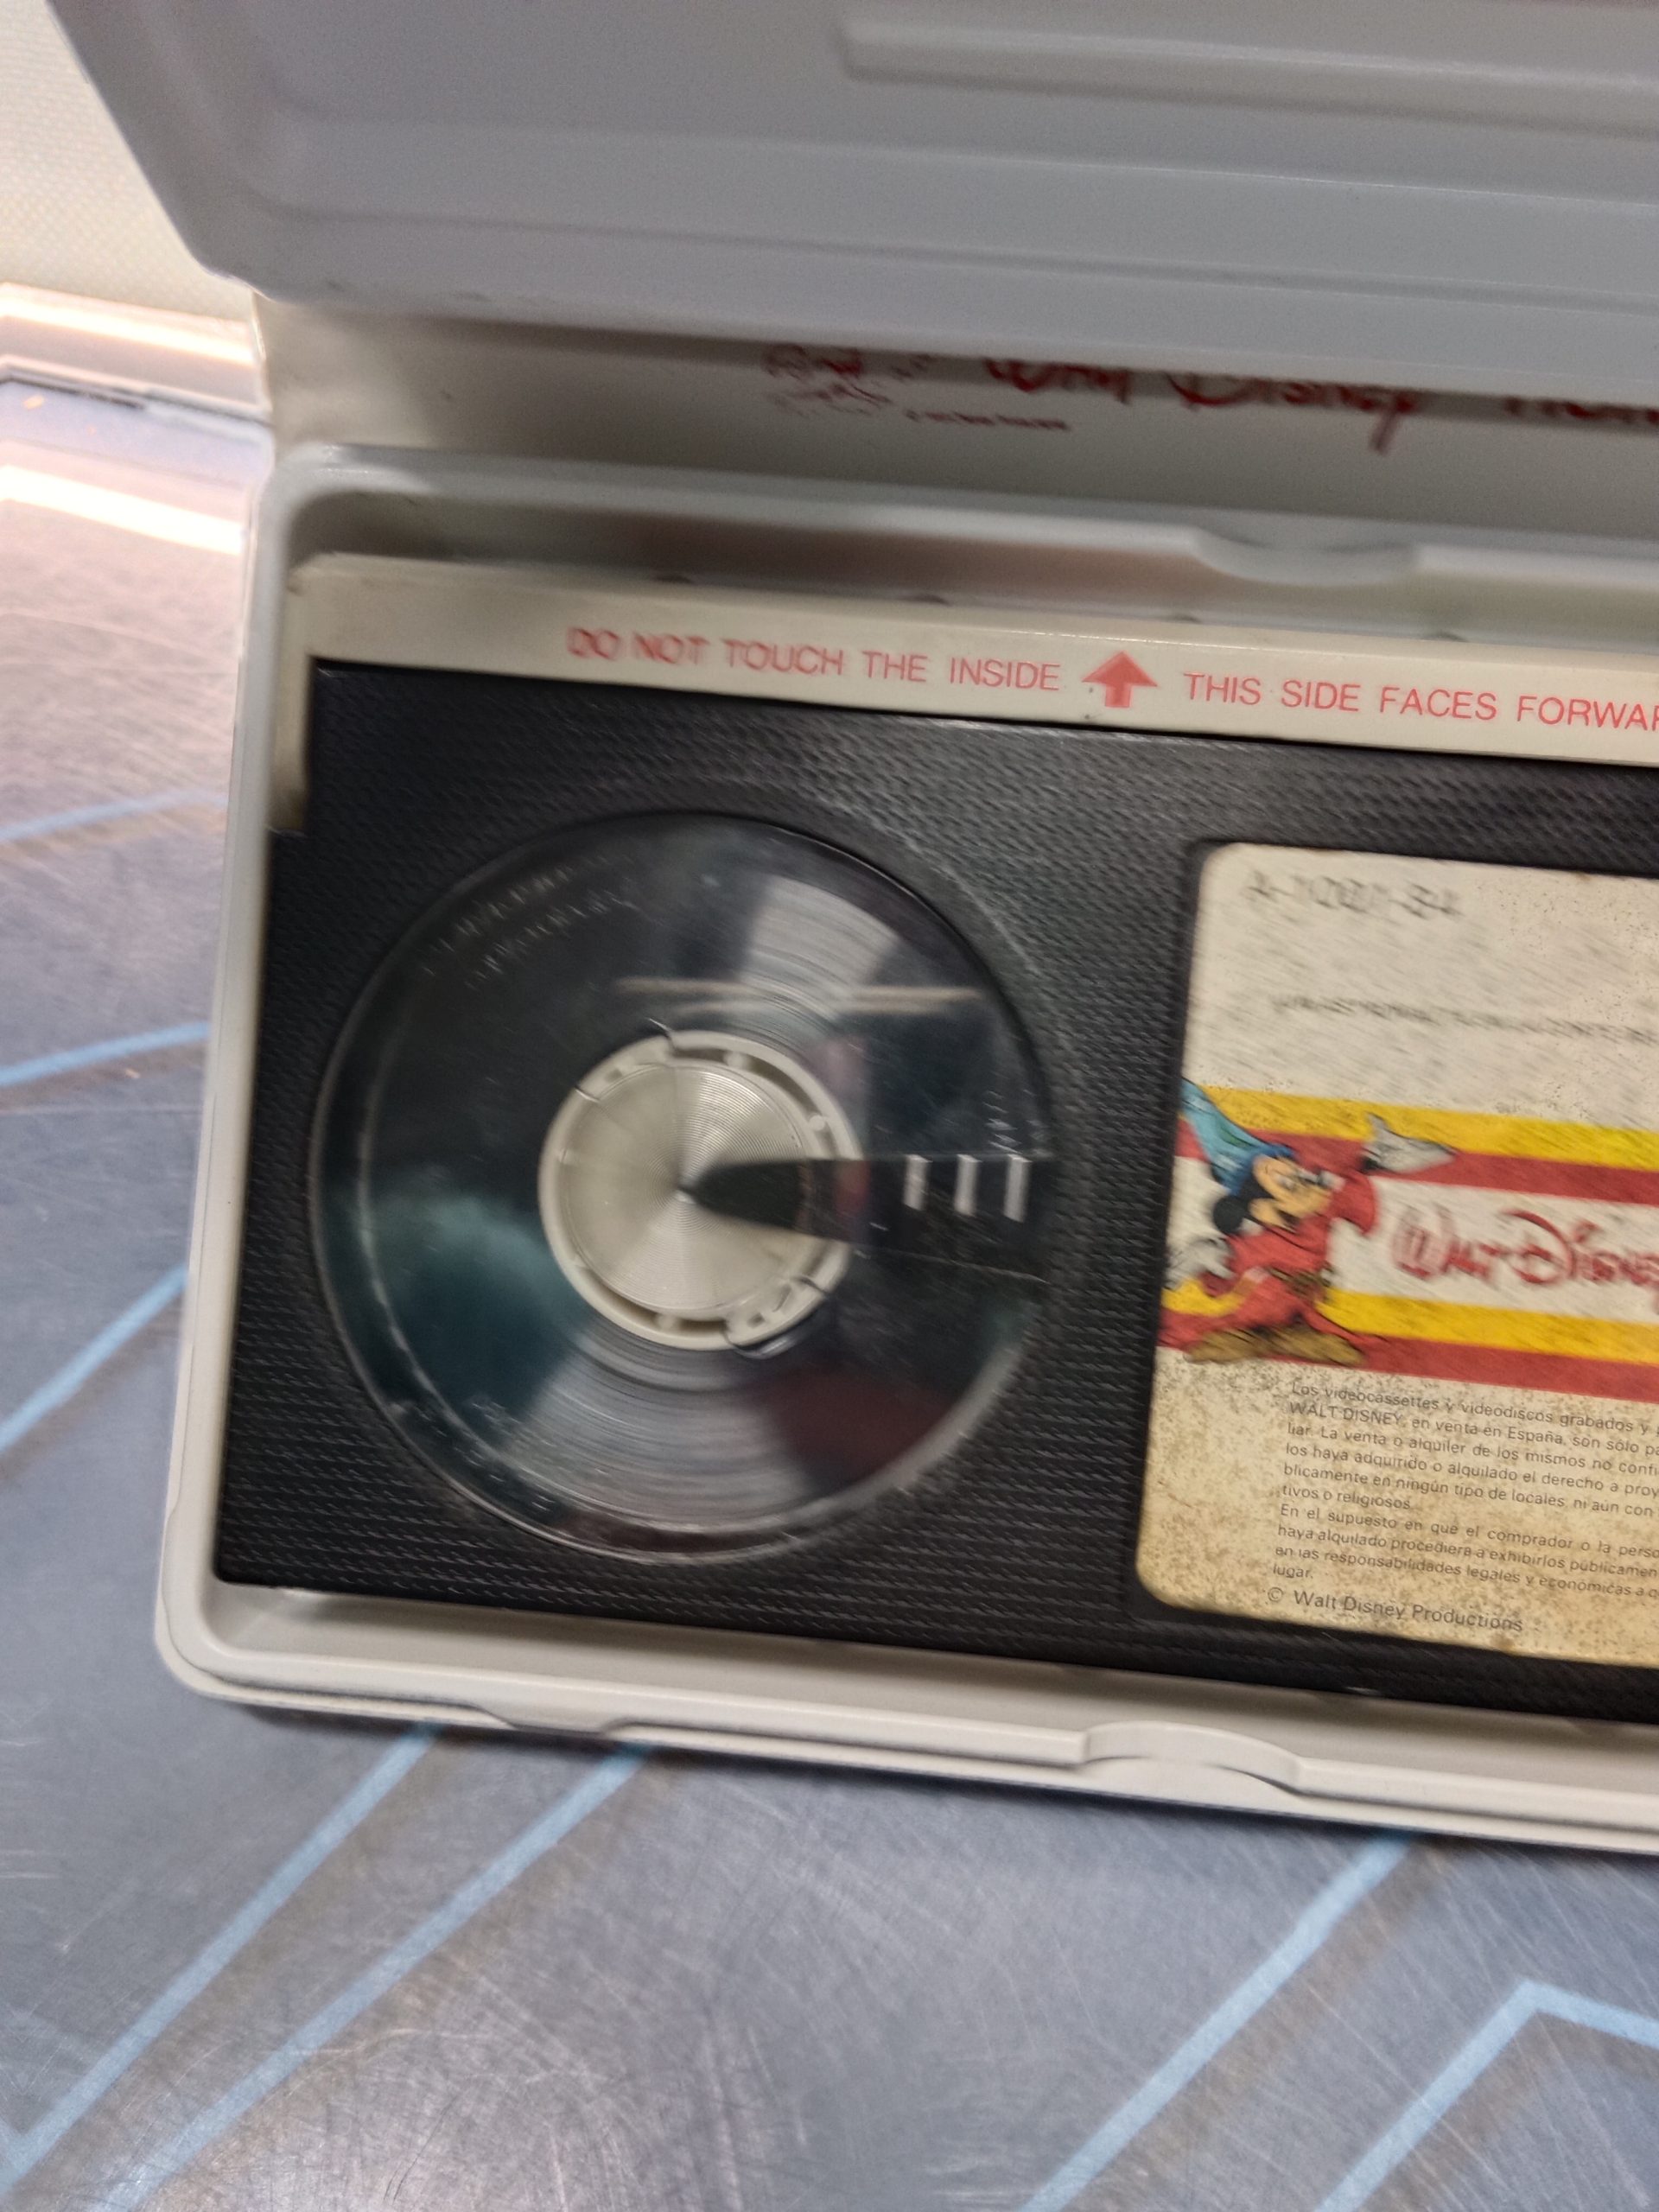 WALT DISNEY
DO NOT TOUCH THE INSIDE THIS SIDE FACES FORWAR
WALT DISNEY
Los videocassettes y videodiscos grabados y
WALT DISNEY, en venta en España, son sólo pa
liar. La venta o alquiler de los mismos no confi
los haya adquirido o alquilado el derecho a proy
blicamente en ningún tipo de locales, ni aun con
tivos o religiosos.
En el supuesto en que el comprador o la perso
haya alquilado procediera a exhibirlos públicamen
en las responsabilidades legales y económicas a q
lugar.
© Walt Disney Productions